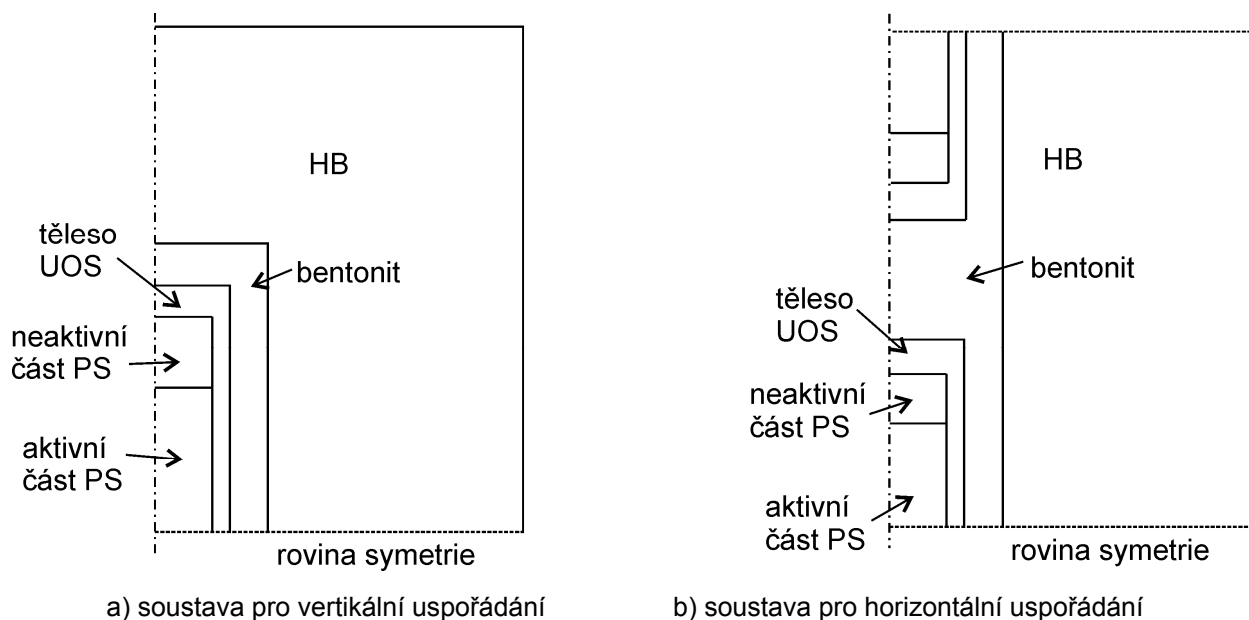 HB
těleso
UOS
bentonit
neaktivní
část PS
aktivní
část PS
rovina symetrie
a) soustava pro vertikální uspořádání
HB
bentonit
těleso
UOS
neaktivní
část PS
aktivní
část PS
rovina symetrie
b) soustava pro horizontální uspořádání